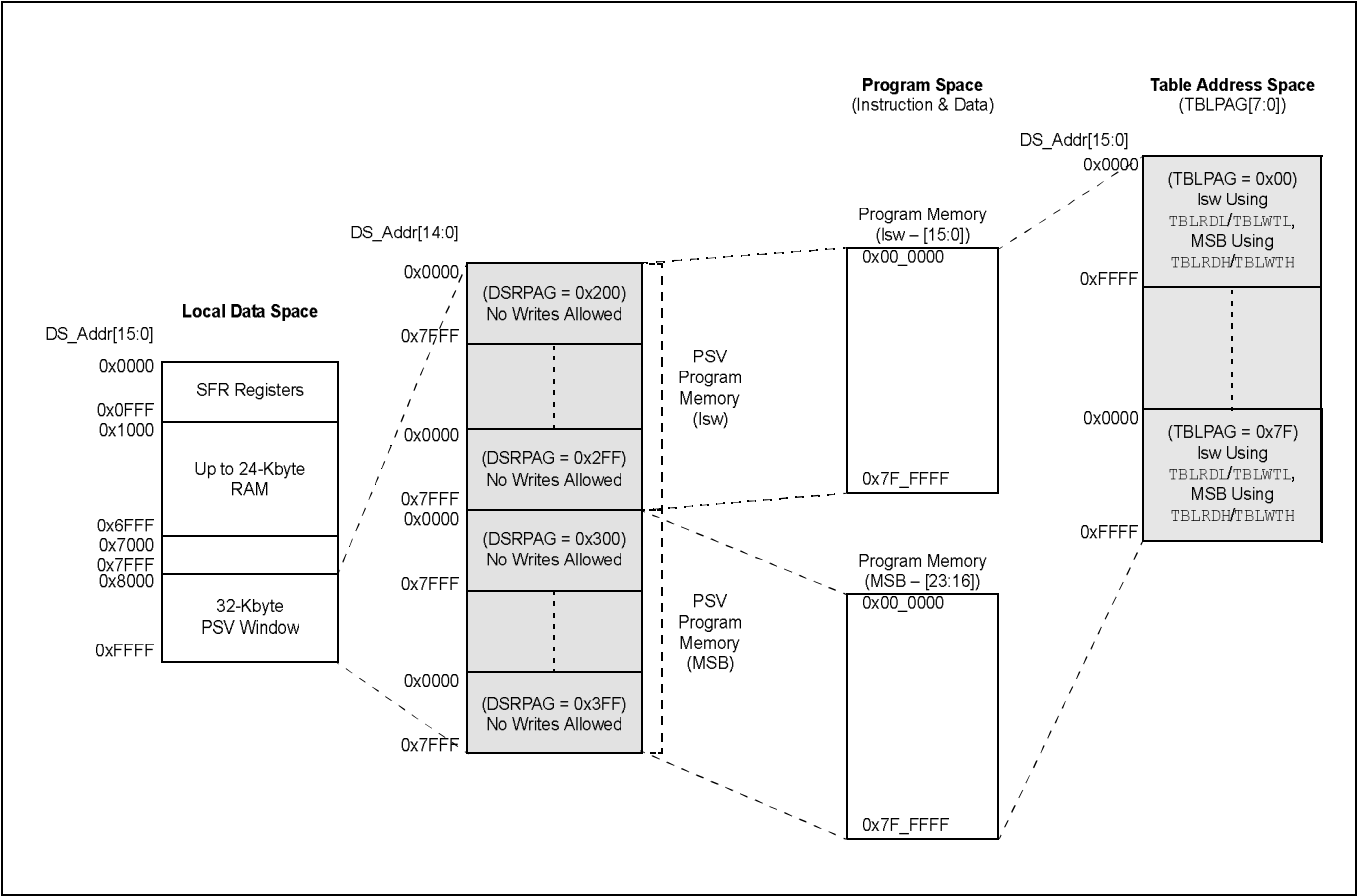 Program Space
(Instruction & Data)
Table Address Space
(TBLPAG[7:0])
DS_Addr[15:0]
0x0000
(TBLPAG = 0x00)
lsw Using
TBLRDL/TBLWTL,
MSB Using
TBLRDH/TBLWTH
0xFFFF
0x0000
(TBLPAG = 0x7F)
lsw Using
TBLRDL/TBLWTL,
MSB Using
TBLRDH/TBLWTH
0xFFFF
Program Memory
(lsw – [15:0])
0x00_0000
0x7F_FFFF
Program Memory
(MSB – [23:16])
0x00_0000
0x7F_FFFF
DS_Addr[14:0]
0x0000
(DSRPAG = 0x200)
No Writes Allowed
0x7FFF
0x0000
(DSRPAG = 0x2FF)
No Writes Allowed
0x7FFF
0x0000
(DSRPAG = 0x300)
No Writes Allowed
0x7FFF
0x0000
(DSRPAG = 0x3FF)
No Writes Allowed
0x7FFF
PSV
Program
Memory
(lsw)
PSV
Program
Memory
(MSB)
Local Data Space
DS_Addr[15:0]
0x0000
SFR Registers
0x0FFF
0x1000
Up to 24-Kbyte
RAM
0x6FFF
0x7000
0x7FFF
0x8000
32-Kbyte
PSV Window
0xFFFF